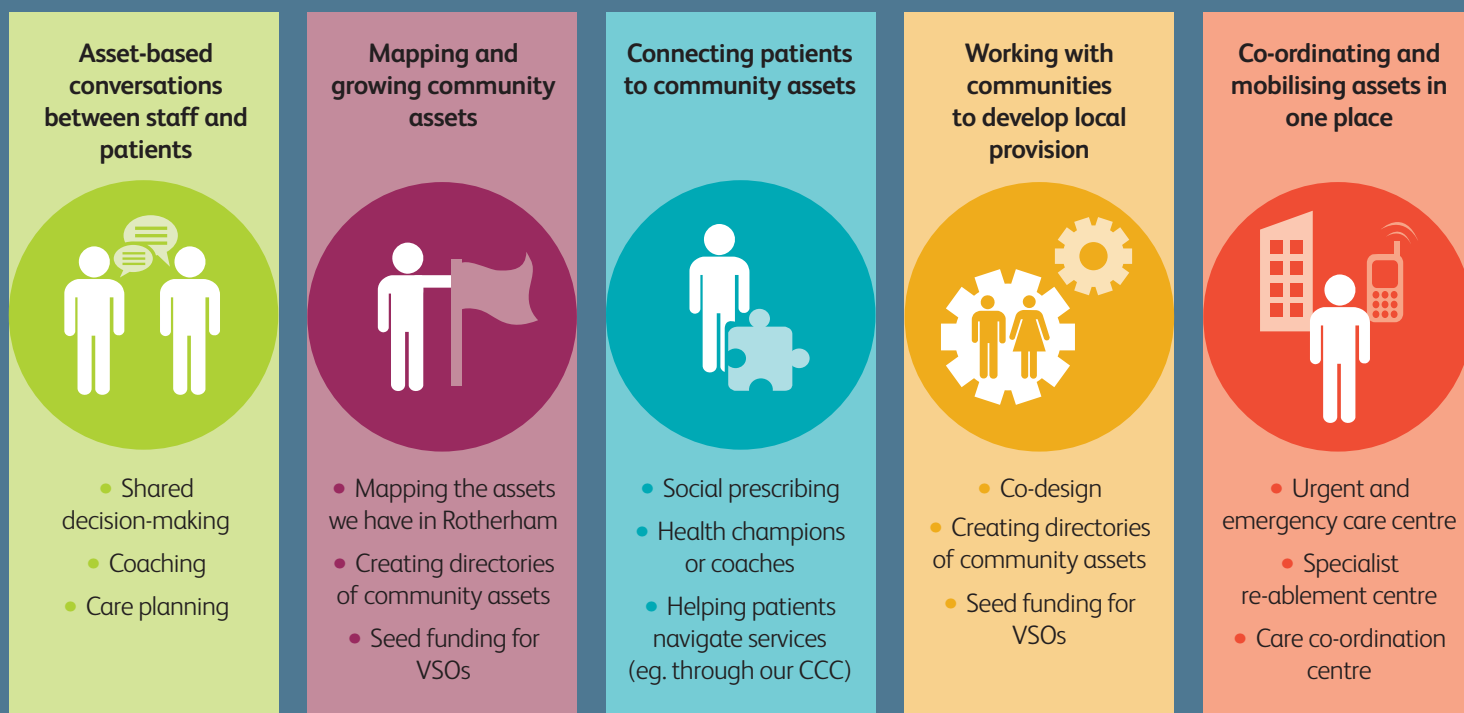 Asset-based
conversations
between staff and
patients
• Shared
decision-making
• Coaching
• Care planning
Mapping and
growing community
assets
• Mapping the assets
we have in Rotherham
• Creating directories
of community assets
• Seed funding for
VSOs
Connecting patients
to community assets
• Social prescribing
• Health champions
or coaches
• Helping patients
navigate services
(eg. through our CCC)
Working with
communities
to develop local
provision
• Co-design
• Creating directories
of community assets
• Seed funding for
VSOs
Co-ordinating and
mobilising assets in
one place
• Urgent and
emergency care centre
• Specialist
re-ablement centre
• Care co-ordination
centre